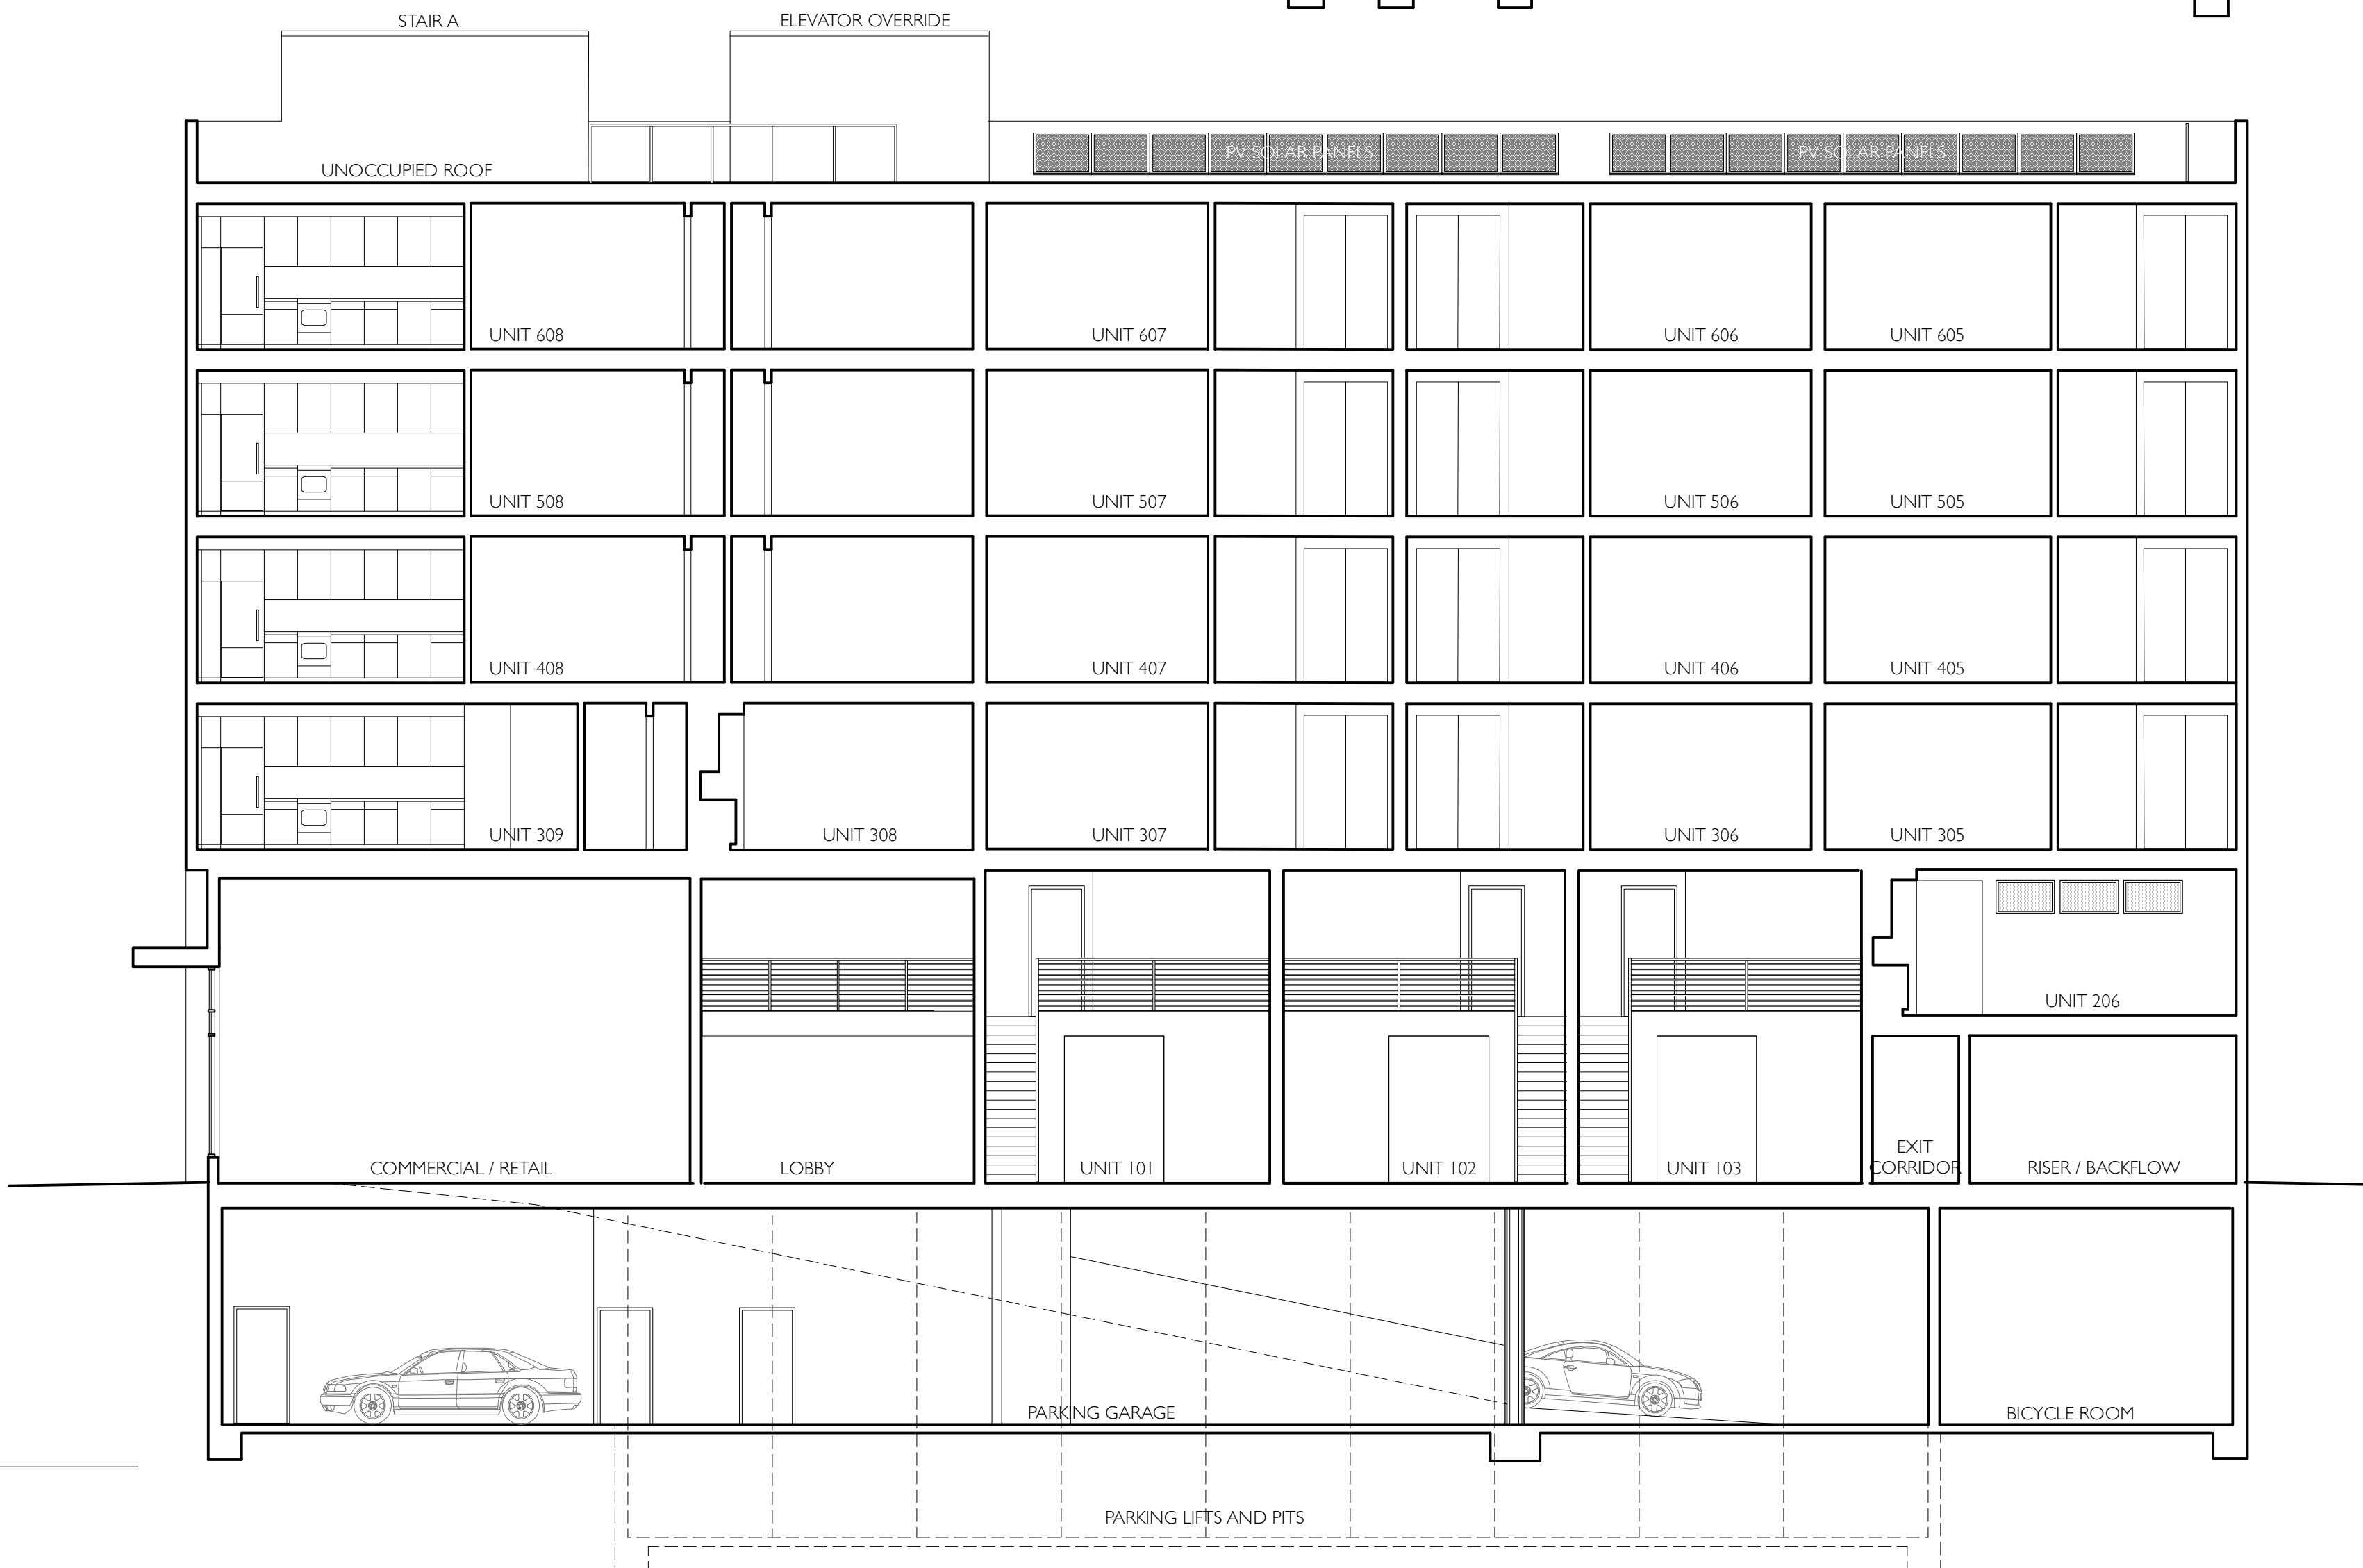 STAIR A
ELEVATOR OVERRIDE
UNOCCUPIED ROOF
PV SOLAR PANELS
PV SOLAR PANELS
UNIT 608
UNIT 607
UNIT 606
UNIT 605
UNIT 508
UNIT 507
UNIT 506
UNIT 505
UNIT 408
UNIT 407
UNIT 406
UNIT 405
UNIT 309
UNIT 308
UNIT 307
UNIT 306
UNIT 305
UNIT 206
COMMERCIAL / RETAIL
LOBBY
UNIT 101
UNIT 102
UNIT 103
EXIT
CORRIDOR
RISER / BACKFLOW
PARKING GARAGE
BICYCLE ROOM
PARKING LIFTS AND PITS